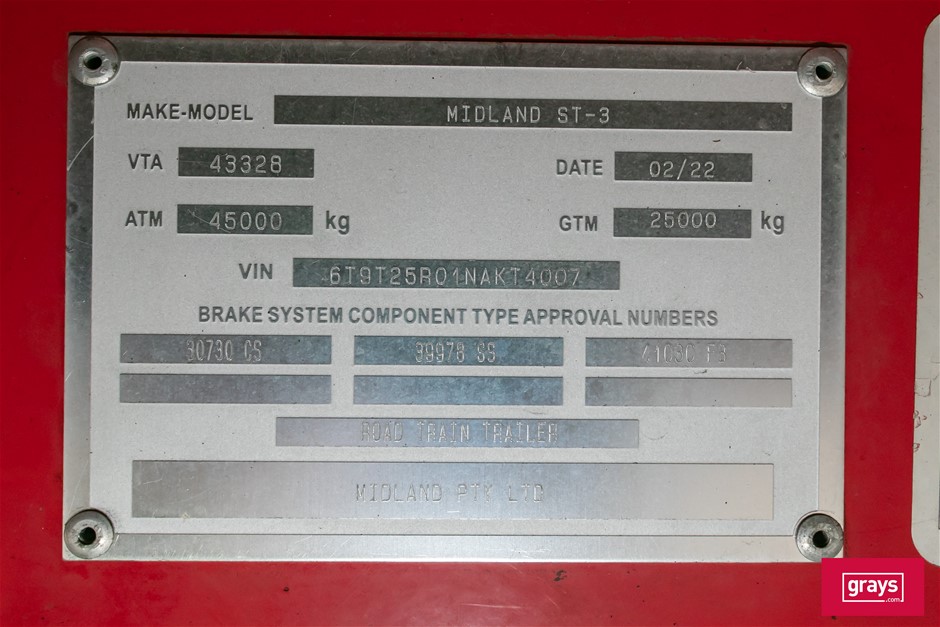 MAKE-MODEL MIDLAND ST-3
VTA 43328 DATE 02/22
ATM 45000 kg GTM 25000 kg
VIN 6T9T25R01NAKT4007
BRAKE SYSTEM COMPONENT TYPE APPROVAL NUMBERS
30730 CS 39978 SS
ROAD TRAIN TRAILER
MIDLAND PTY LTD
grays
.com